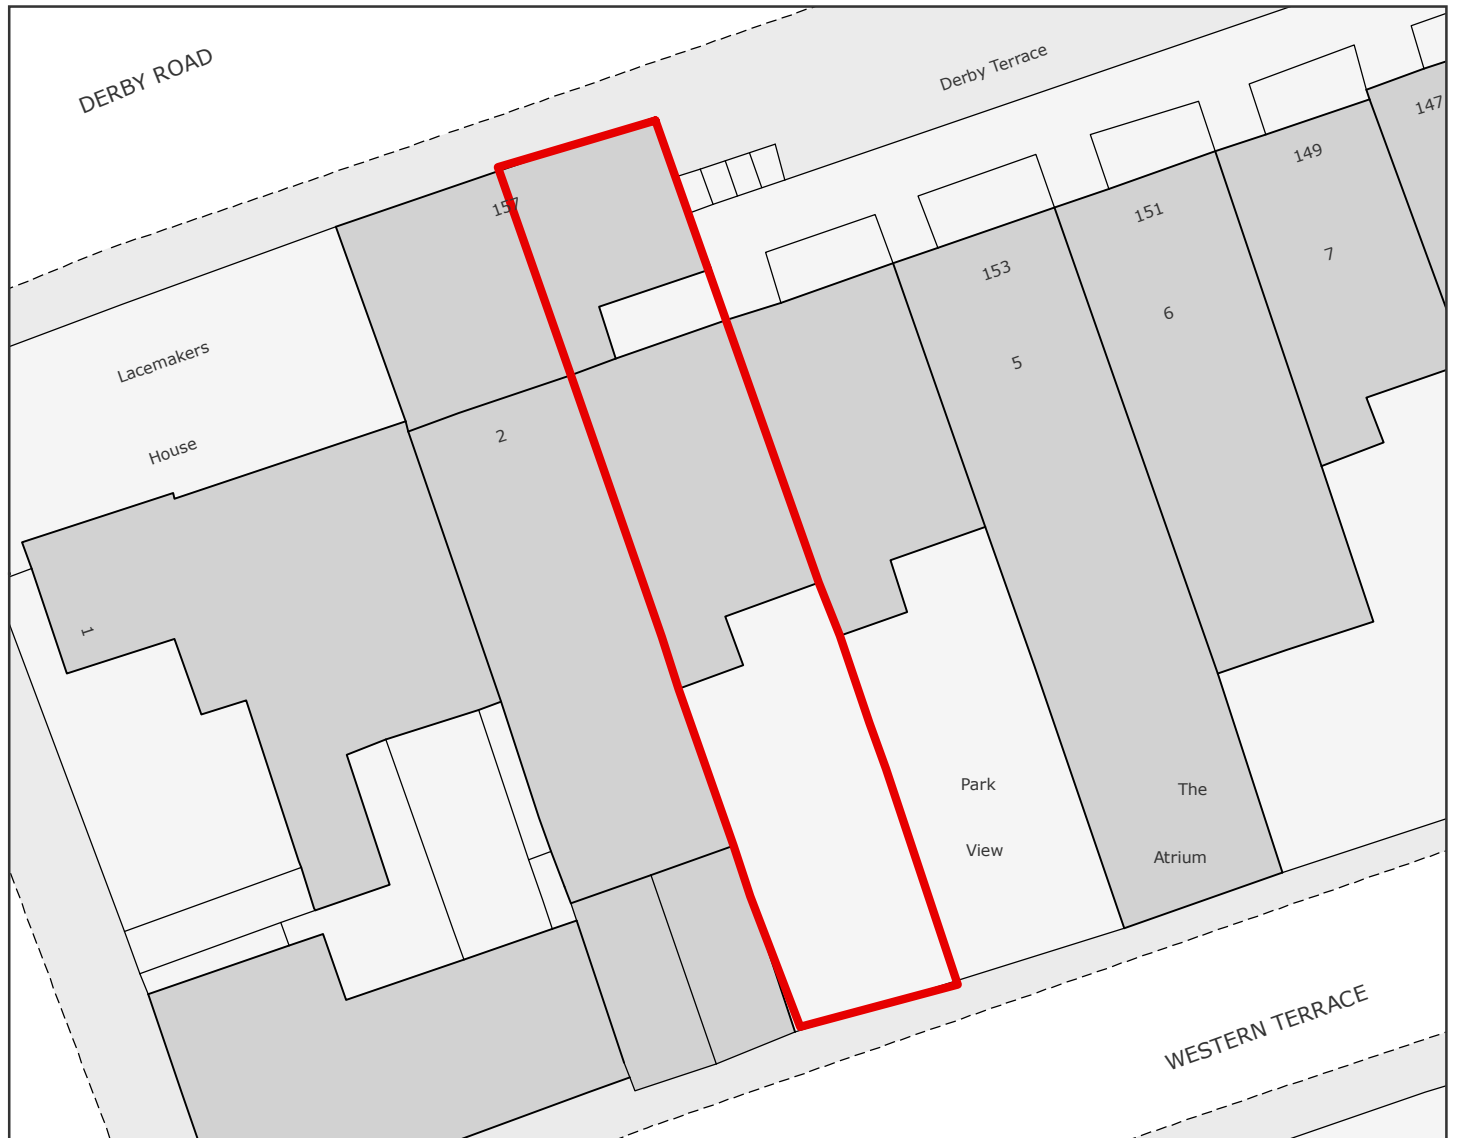 DERBY ROAD
Derby Terrace
147
149
157
151
153
7
6
Lacemakers
5
House
2
1
Park
The
View
Atrium
WESTERN TERRACE